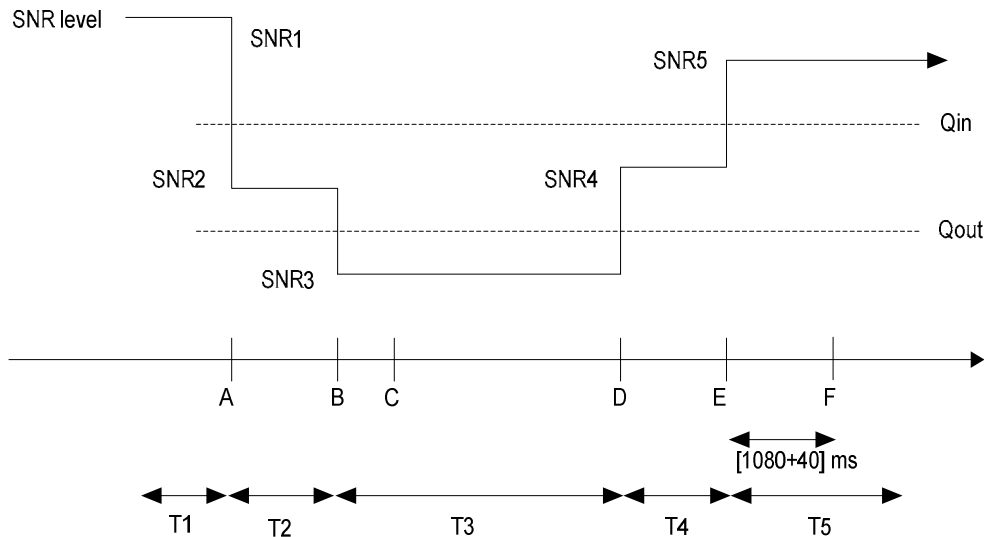 SNR level
SNR1
SNR5
Qin
SNR2
SNR4
Qout
SNR3
A B C D E F
[1080+40] ms
T1 T2 T3 T4 T5